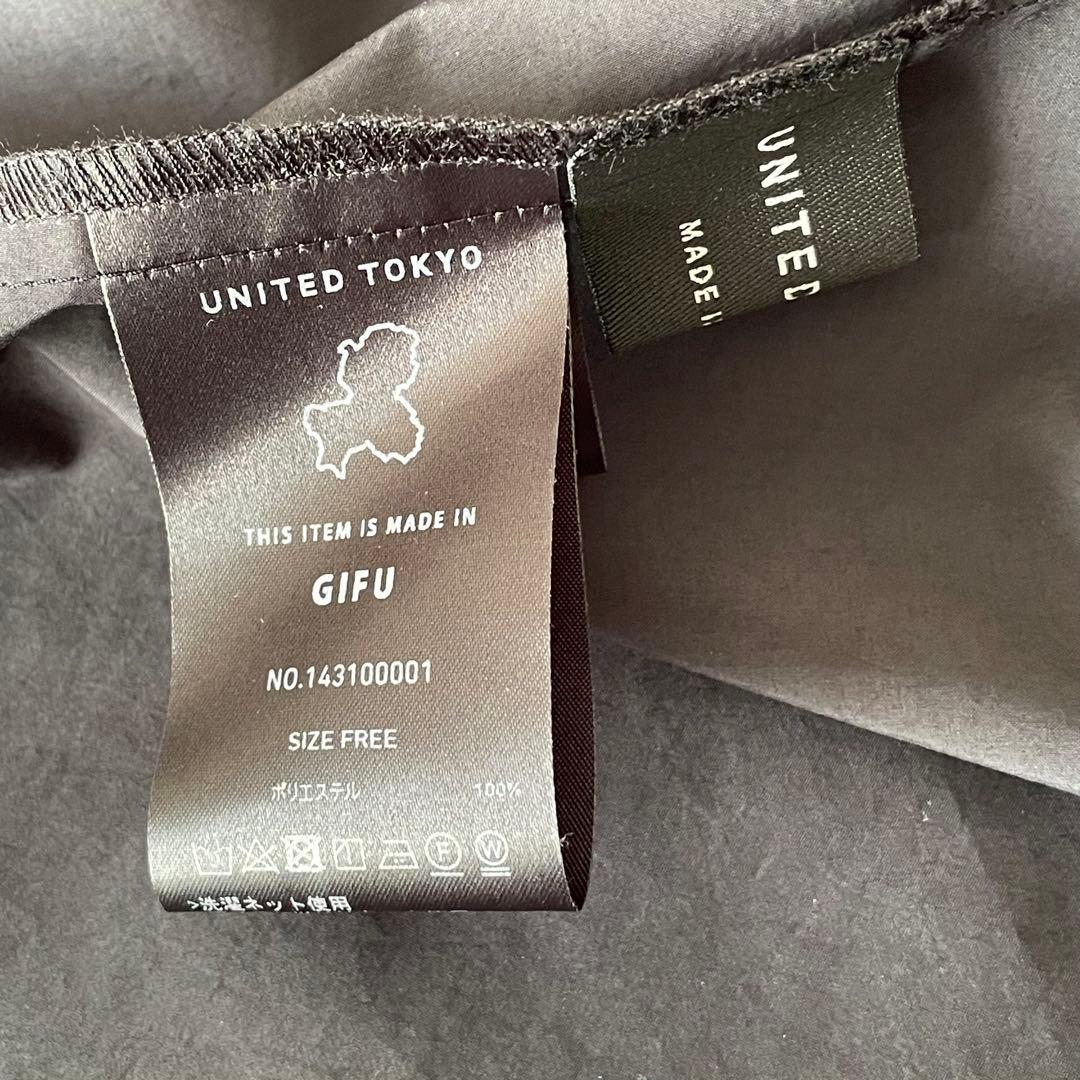 UNITED TOKYO
THIS ITEM IS MADE IN
GIFU
NO.143100001
SIZE FREE
ポリエステル 100%
F W
洗濯ネット使用
UNITED
MADE I